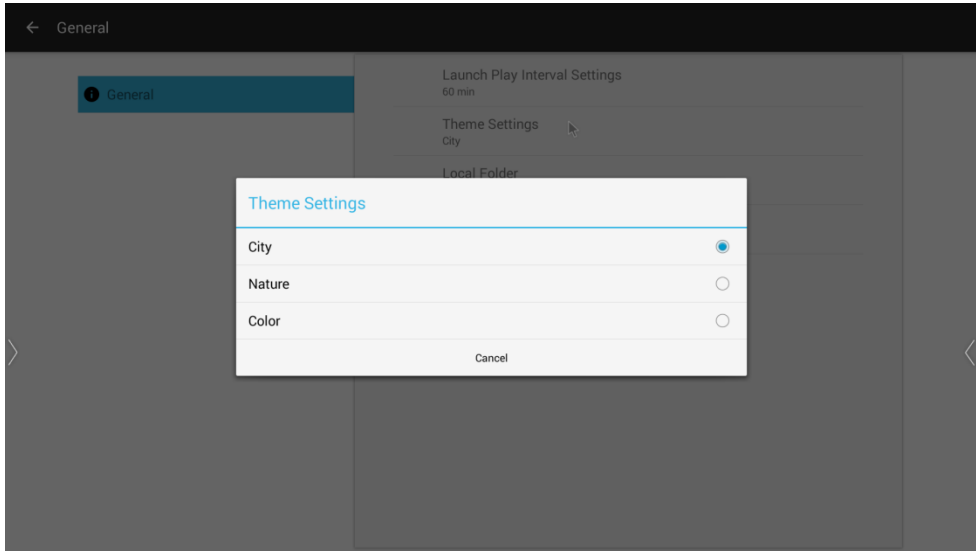 General
General
Launch Play Interval Settings
60 min
Theme Settings
City
Local Folder
Theme Settings
City
Nature
Color
Cancel